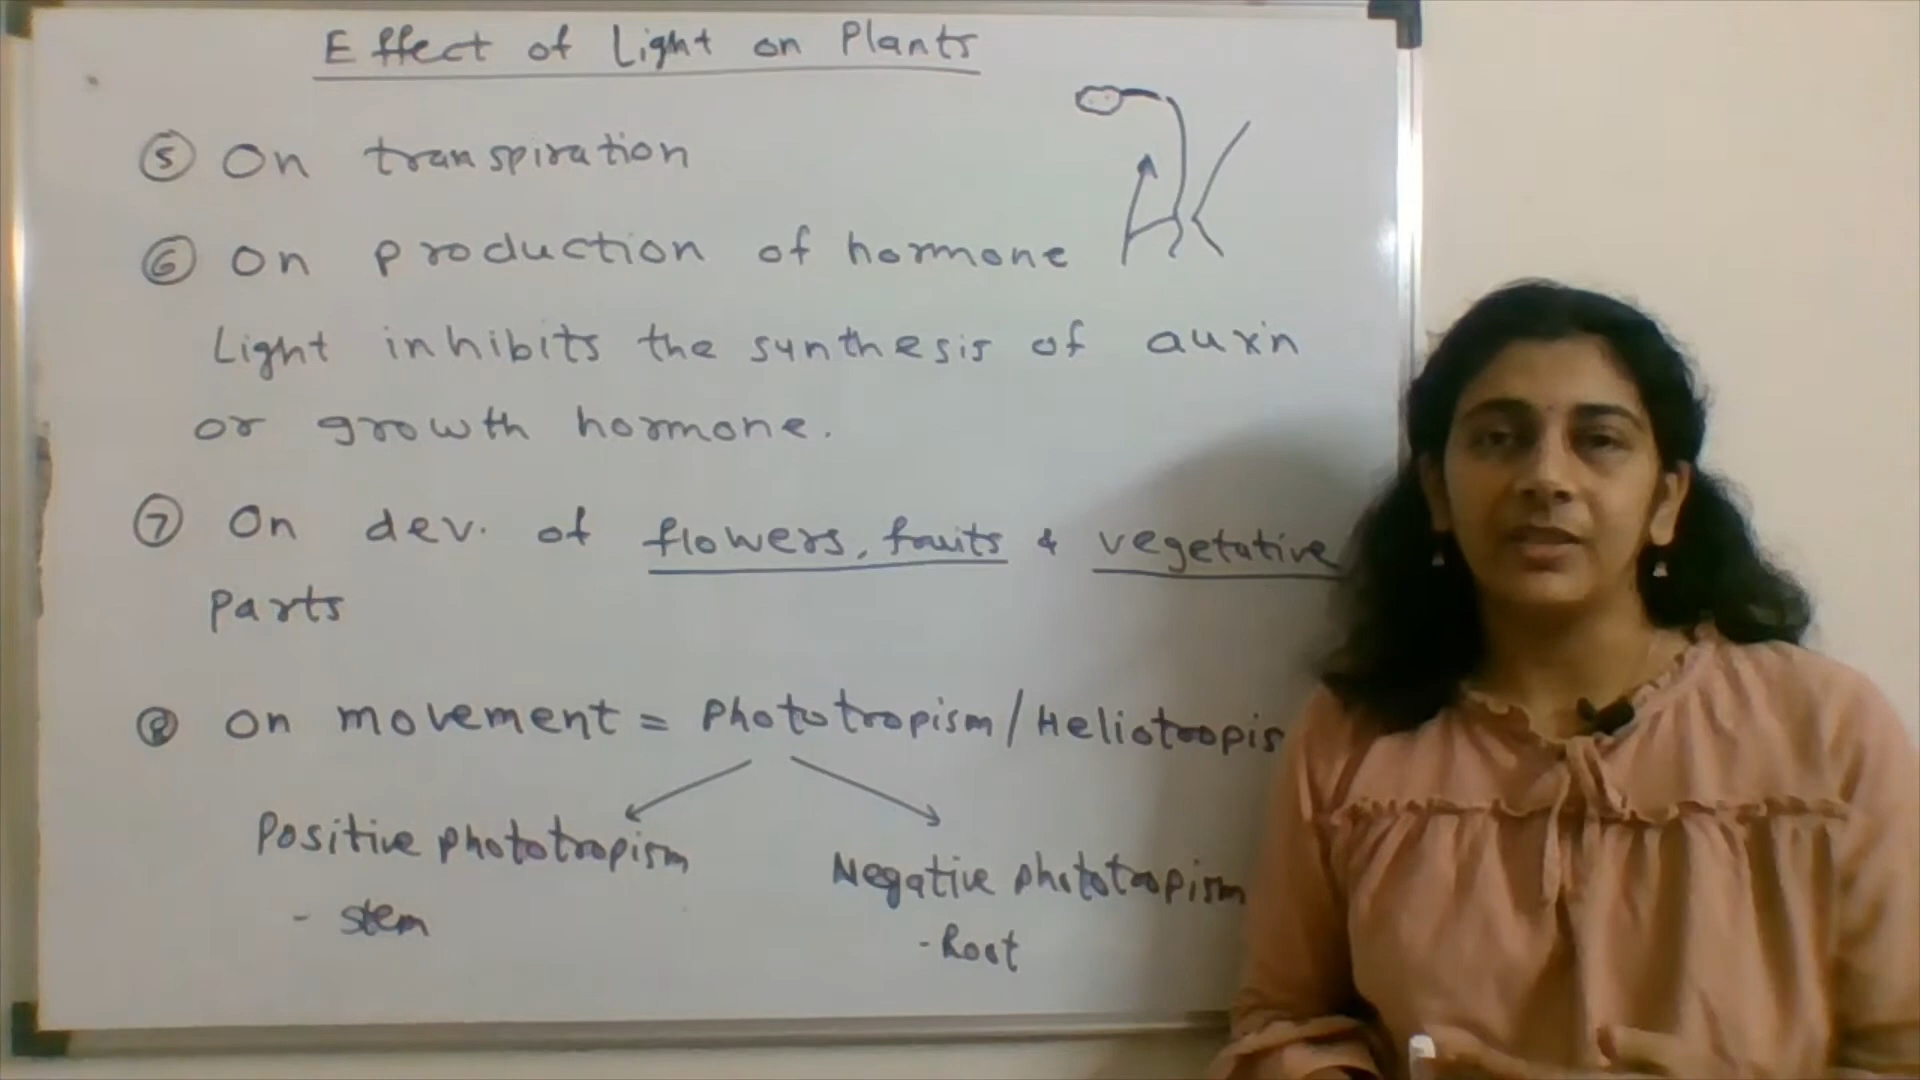 Effect of Light on Plants
⑤ On transpiration
⑥ On production of hormone
Light inhibits the synthesis of auxin
or growth hormone.
⑦ On dev. of flowers, fruits & vegetative
parts
⑧ On movement = Phototropism/Heliotropis
Positive phototropism
Negative phototropism
- Stem
- Root